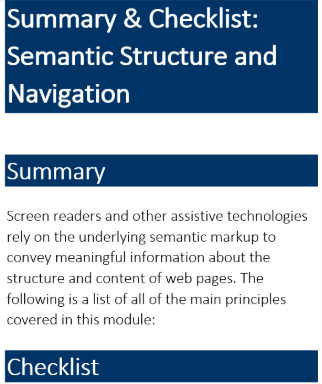 Summary & Checklist:
Semantic Structure and
Navigation
Summary
Screen readers and other assistive technologies
rely on the underlying semantic markup to
convey meaningful information about the
structure and content of web pages. The
following is a list of all of the main principles
covered in this module:
Checklist